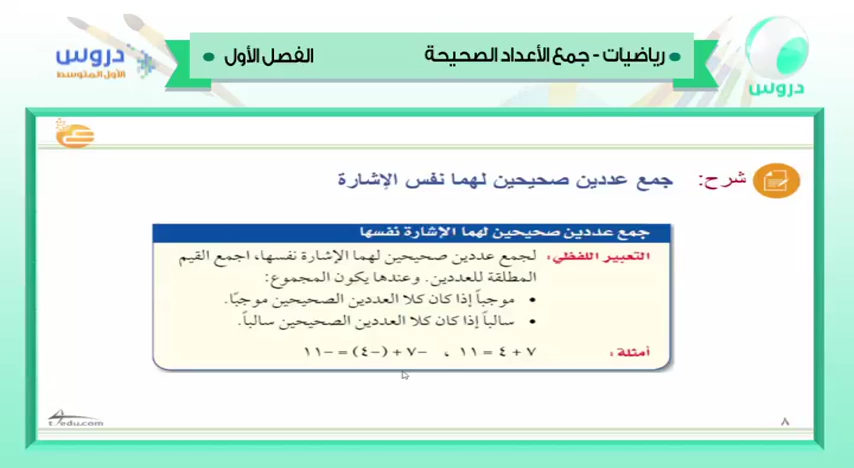 دروس
الأول المتوسط
رياضيات - جمع الأعداد الصحيحة
الفصل الأول
دروس
شرح: جمع عددين صحيحين لهما نفس الإشارة
جمع عددين صحيحين لهما الإشارة نفسها
التعبير اللفظي: لجمع عددين صحيحين لهما الإشارة نفسها، اجمع القيم
المطلقة للعددين. وعندها يكون المجموع:
• موجباً إذا كان كلا العددين الصحيحين موجبًا.
• سالباً إذا كان كلا العددين الصحيحين سالباً.
أمثلة: ٧ + ٤ = ١١ ، −٧ + (−٤) = −١١
t4edu.com
٨